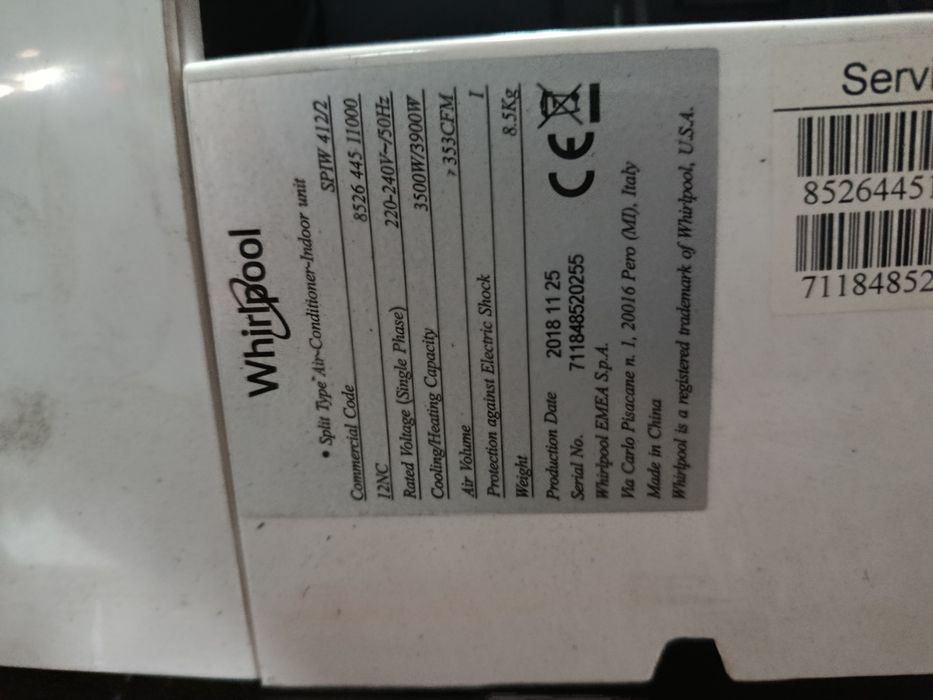 Whirlpool
• Split Type Air-Conditioner-Indoor unit
Commercial Code SPIW 412/2
12NC 8526 445 11000
Rated Voltage (Single Phase) 220-240V~/50Hz
Cooling/Heating Capacity 3500W/3900W
Air Volume 353CFM
Protection against Electric Shock I
Weight 8.5Kg
Production Date 2018 11 25
Serial No. 71184852025​5
Whirlpool EMEA S.p.A.
Via Carlo Pisacane n. 1, 20016 Pero (MI), Italy
Made in China
Whirlpool is a registered trademark of Whirlpool, U.S.A.
CE
Servi
85264451
71184852